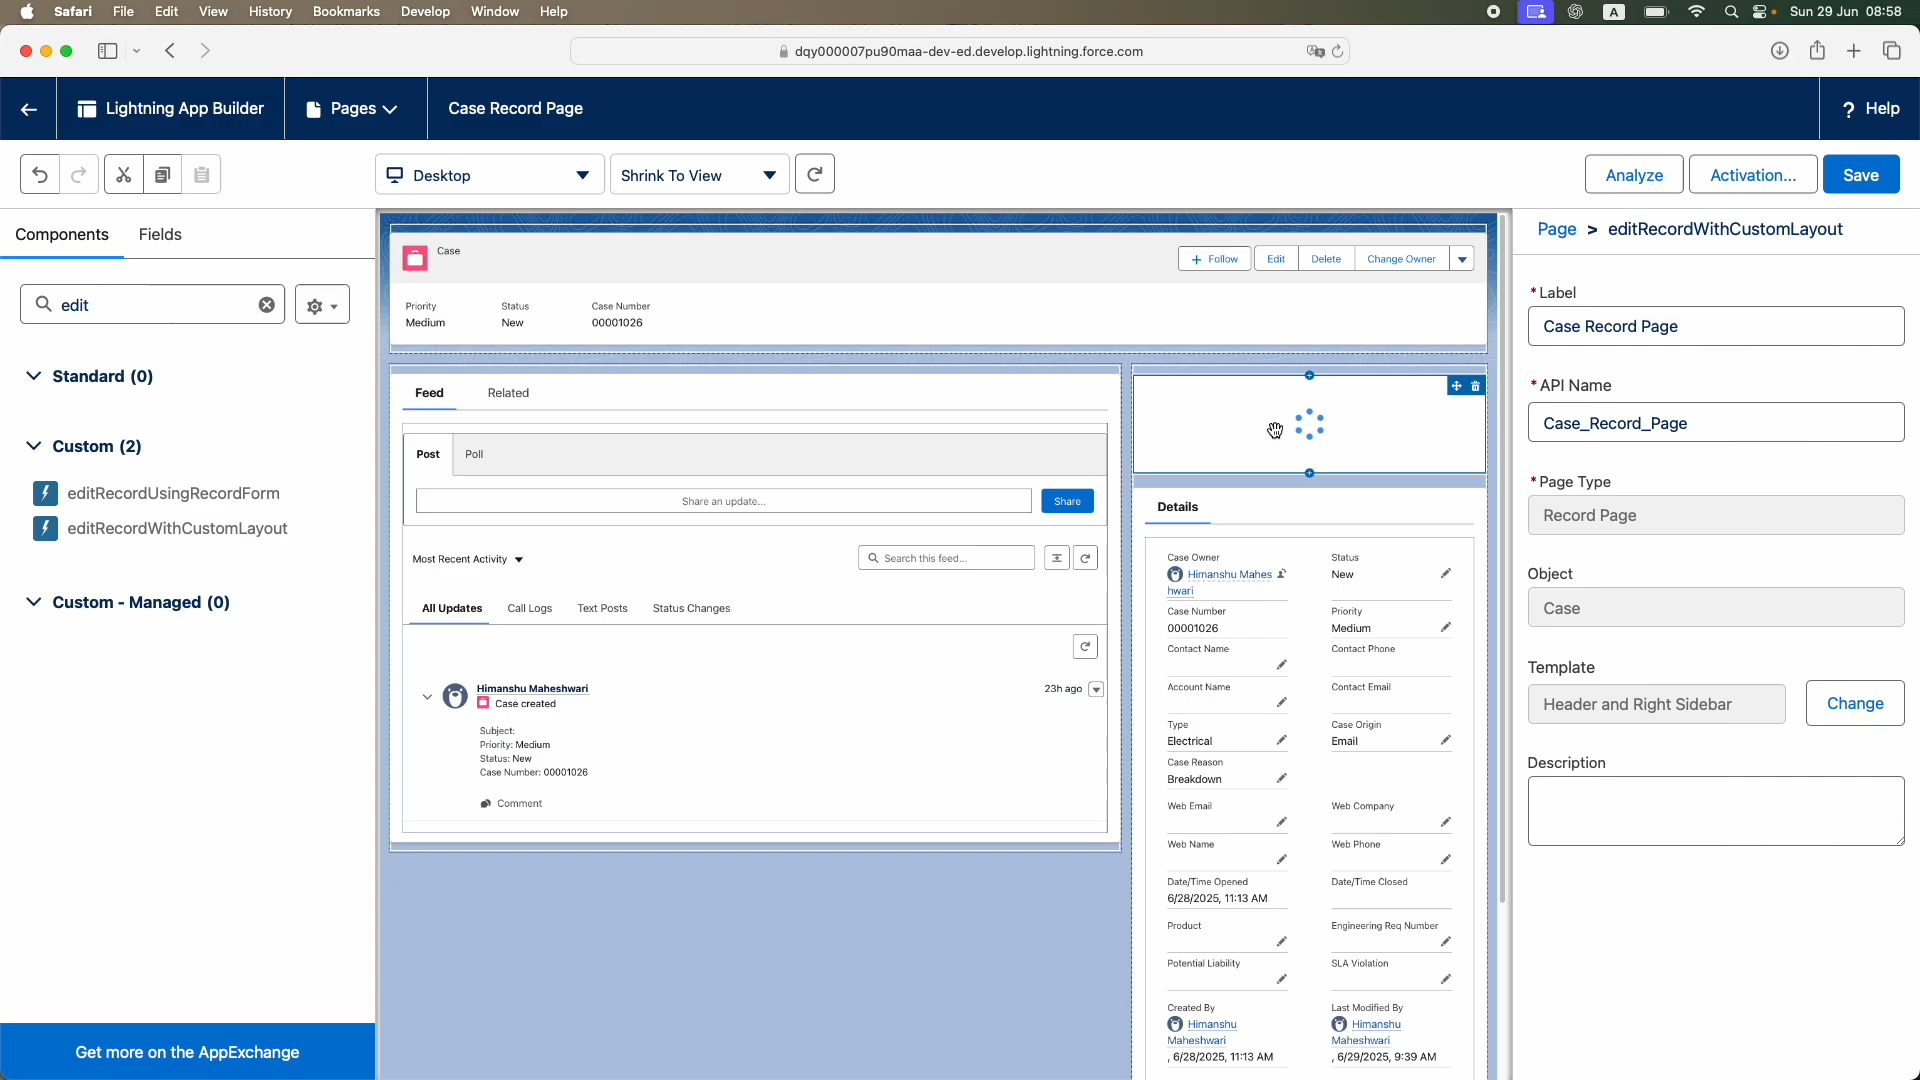 Safari File Edit View History Bookmarks Develop Window Help
A
Sun 29 Jun 08:58
dqy000007pu90maa-dev-ed.develop.lightning.force.com
Lightning App Builder
Pages
Case Record Page
? Help
Desktop
Shrink To View
Analyze
Activation...
Save
Components
Fields
edit
Standard (0)
Custom (2)
editRecordUsingRecordForm
editRecordWithCustomLayout
Custom - Managed (0)
Get more on the AppExchange
Case
+ Follow
Edit
Delete
Change Owner
Priority
Medium
Status
New
Case Number
00001026
Feed
Related
Post
Poll
Share an update...
Share
Most Recent Activity
Search this feed...
All Updates
Call Logs
Text Posts
Status Changes
Himanshu Maheshwari
Case created
23h ago
Subject:
Priority: Medium
Status: New
Case Number: 00001026
Comment
Details
Case Owner
Himanshu Mahes
hwari
Status
New
Case Number
00001026
Priority
Medium
Contact Name
Contact Phone
Account Name
Contact Email
Type
Electrical
Case Origin
Email
Case Reason
Breakdown
Web Email
Web Company
Web Name
Web Phone
Date/Time Opened
6/28/2025, 11:13 AM
Date/Time Closed
Product
Engineering Req Number
Potential Liability
SLA Violation
Created By
Himanshu
Maheshwari
, 6/28/2025, 11:13 AM
Last Modified By
Himanshu
Maheshwari
, 6/29/2025, 9:39 AM
Page > editRecordWithCustomLayout
* Label
Case Record Page
* API Name
Case_Record_Page
* Page Type
Record Page
Object
Case
Template
Header and Right Sidebar
Change
Description